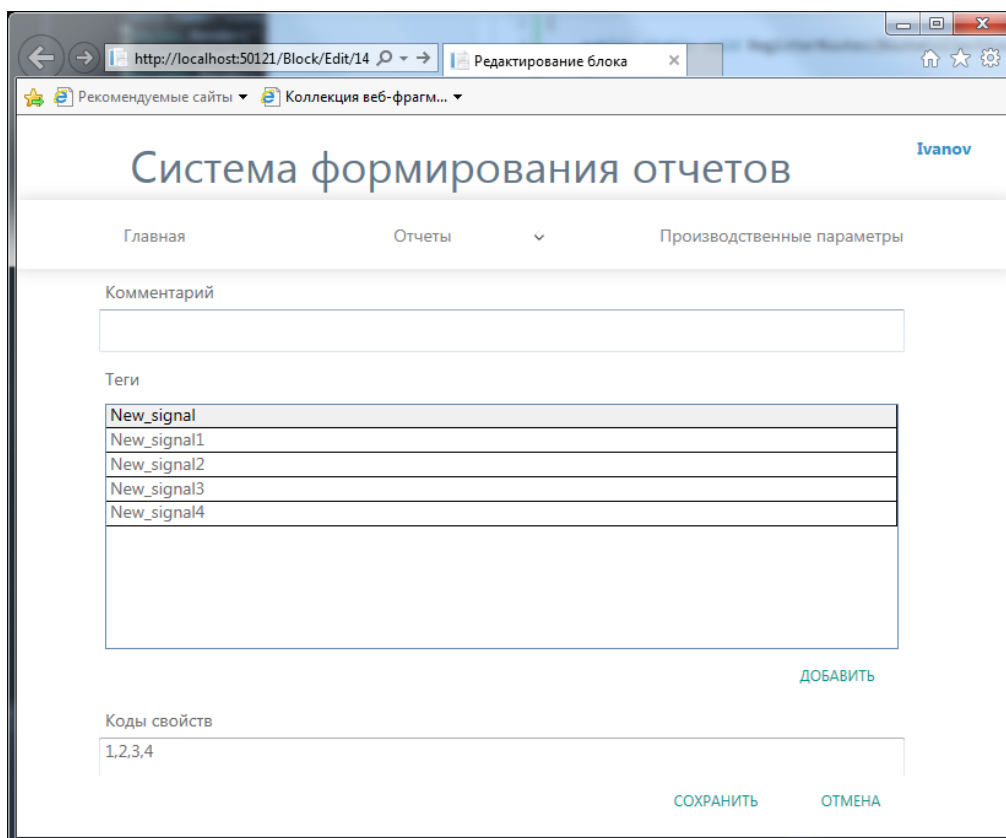 http://localhost:50121/Block/Edit/14
Редактирование блока
Рекомендуемые сайты
Коллекция веб-фрагм...
Ivanov
Система формирования отчетов
Главная Отчеты Производственные параметры
Комментарий
Теги
New_signal
New_signal1
New_signal2
New_signal3
New_signal4
ДОБАВИТЬ
Коды свойств
1,2,3,4
СОХРАНИТЬ ОТМЕНА